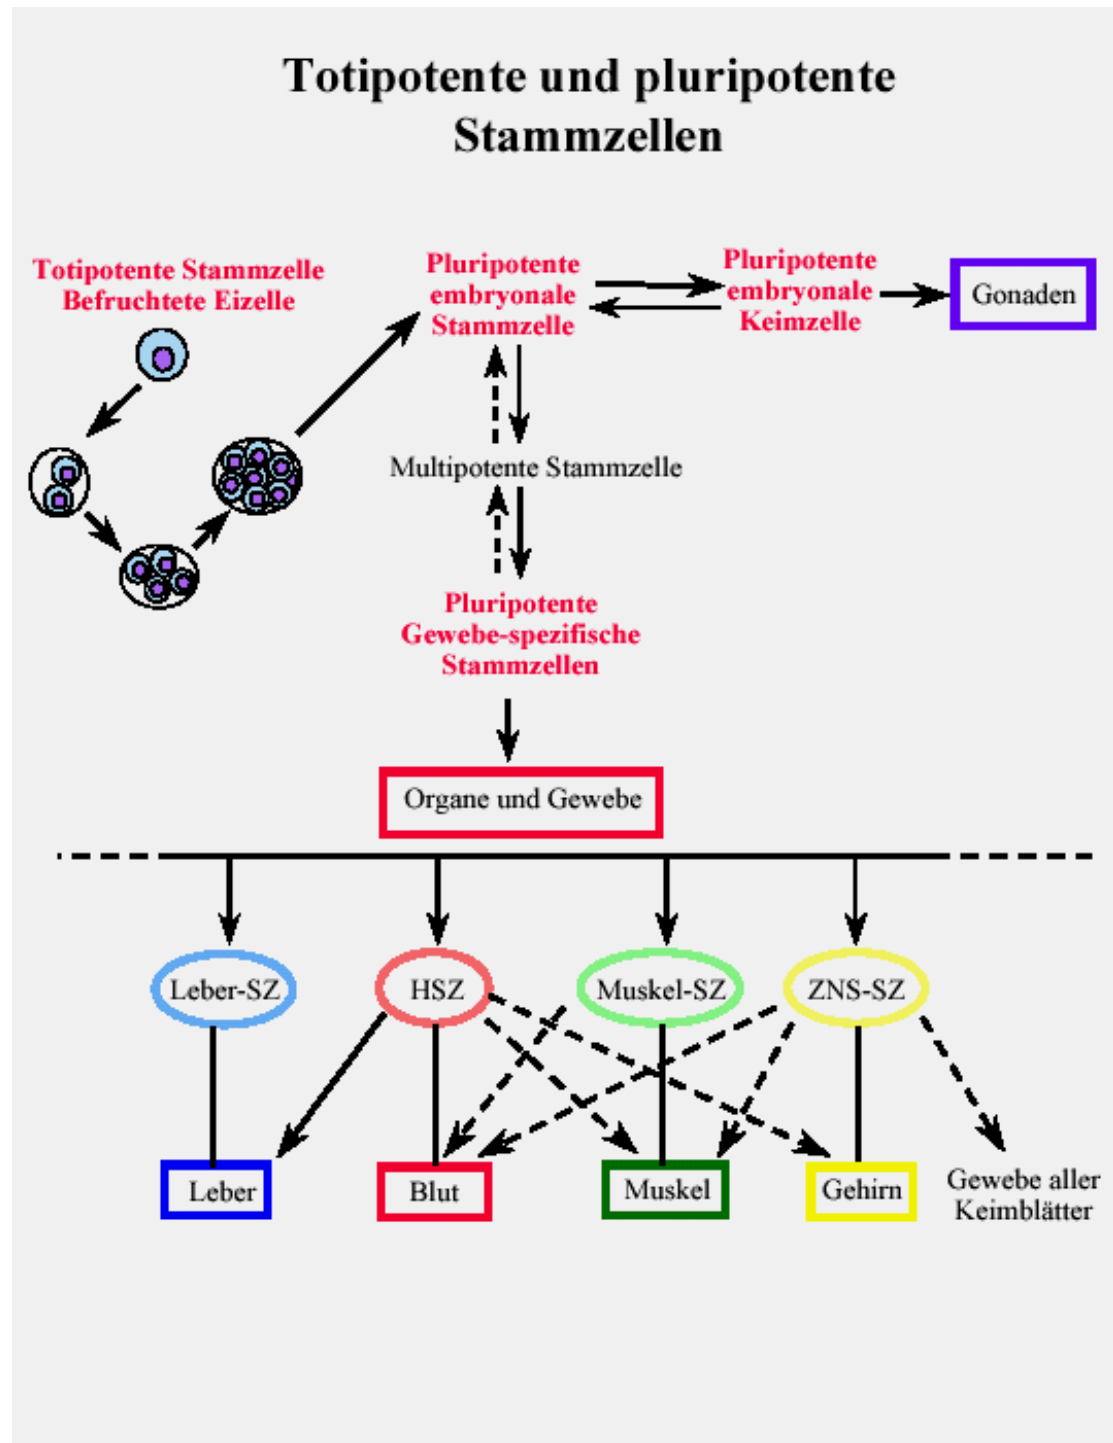 Totipotente und pluripotente
Stammzellen
Totipotente Stammzelle
Befruchtete Eizelle
Pluripotente
embryonale
Stammzelle
Pluripotente
embryonale
Keimzelle
Gonaden
Multipotente Stammzelle
Pluripotente
Gewebe-spezifische
Stammzellen
Organe und Gewebe
Leber-SZ
HSZ
Muskel-SZ
ZNS-SZ
Leber
Blut
Muskel
Gehirn
Gewebe aller
Keimblätter